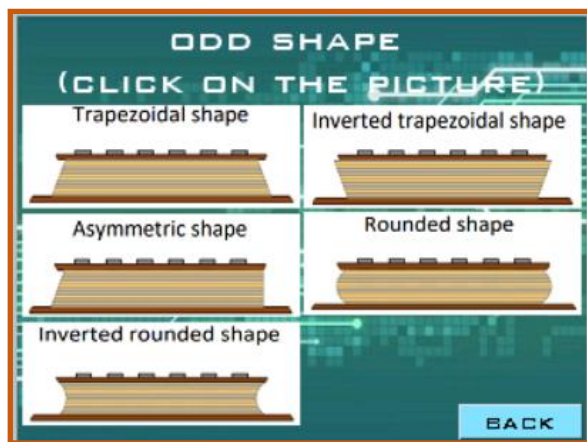 ODD SHAPE
(CLICK ON THE PICTURE)
Trapezoidal shape
Inverted trapezoidal shape
Asymmetric shape
Rounded shape
Inverted rounded shape
BACK